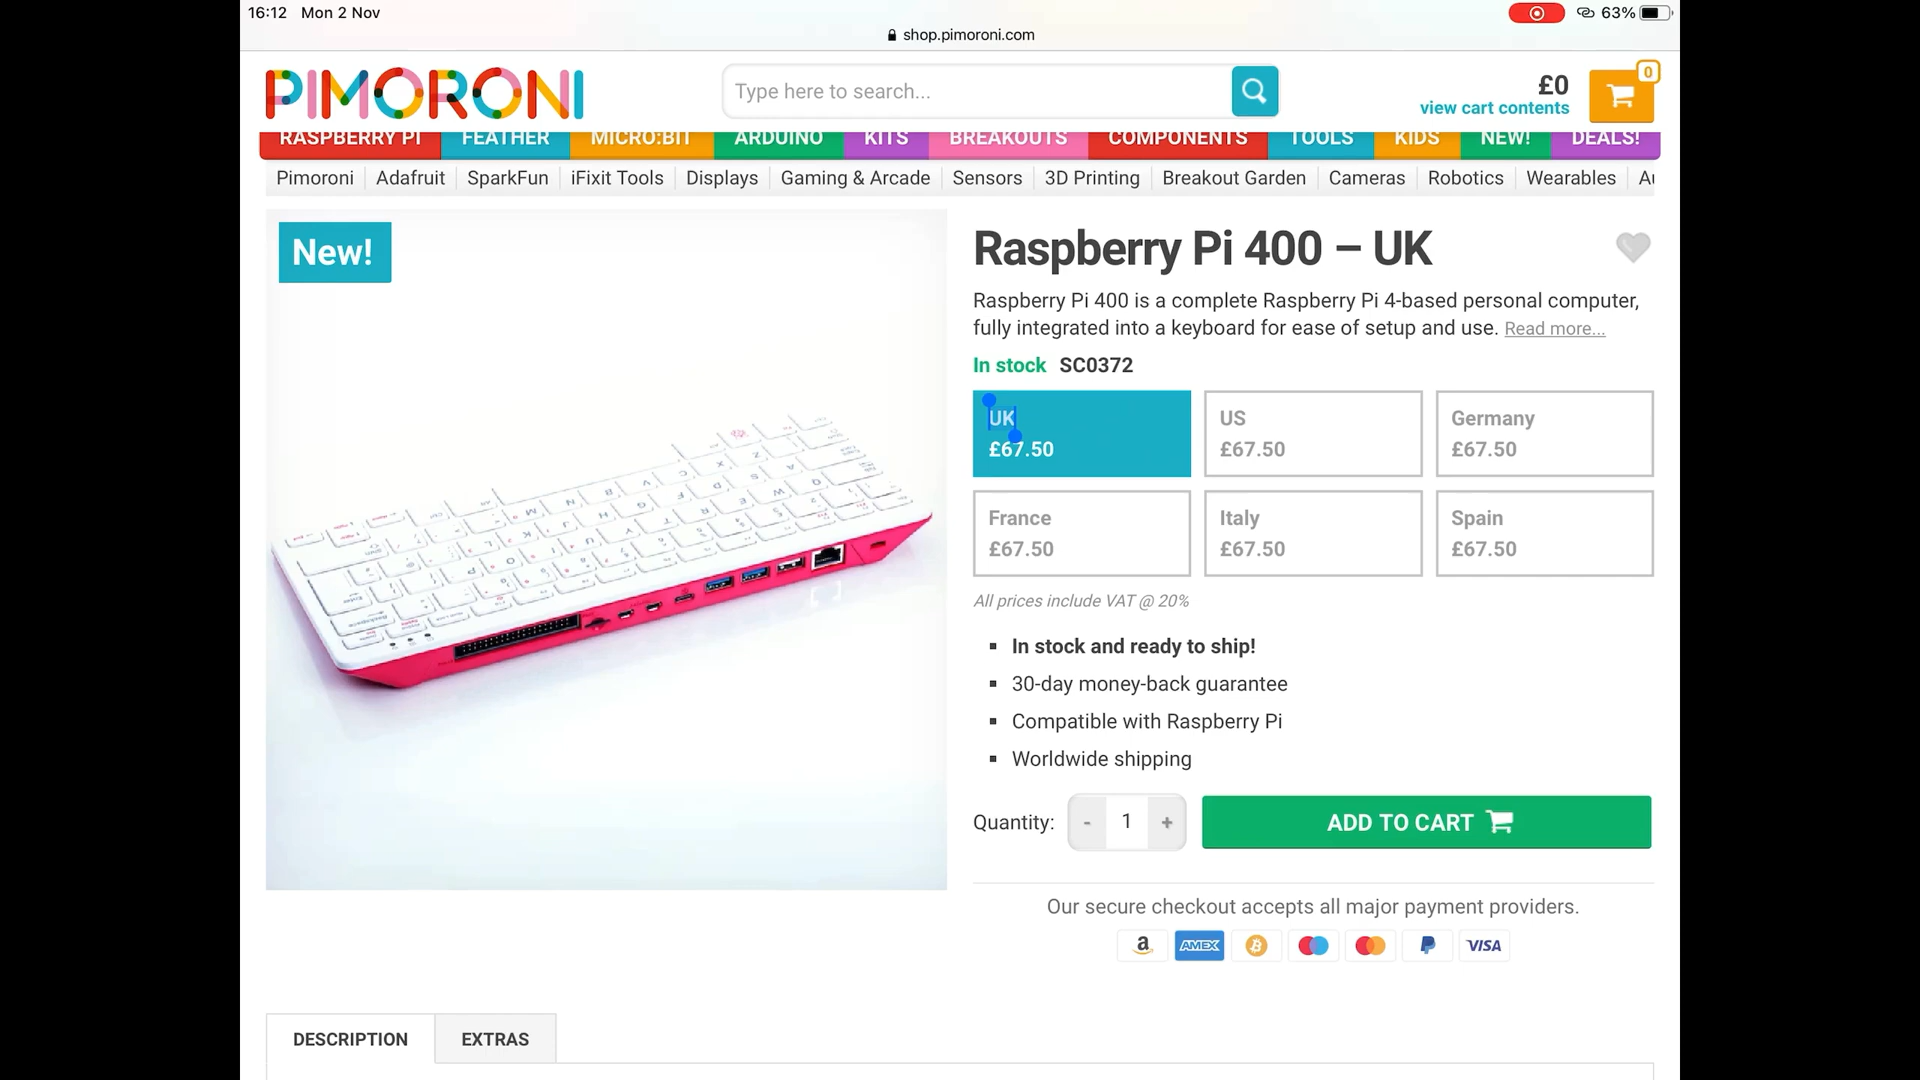 16:12 Mon 2 Nov
63%
shop.pimoroni.com
PIMORONI
Type here to search...
£0
view cart contents
0
RASPBERRY PI
FEATHER
MICRO:BIT
ARDUINO
KITS
BREAKOUTS
COMPONENTS
TOOLS
KIDS
NEW!
DEALS!
Pimoroni
Adafruit
SparkFun
iFixit Tools
Displays
Gaming & Arcade
Sensors
3D Printing
Breakout Garden
Cameras
Robotics
Wearables
New!
Raspberry Pi 400 – UK
Raspberry Pi 400 is a complete Raspberry Pi 4-based personal computer,
fully integrated into a keyboard for ease of setup and use. Read more...
In stock SC0372
UK
£67.50
US
£67.50
Germany
£67.50
France
£67.50
Italy
£67.50
Spain
£67.50
All prices include VAT @ 20%
▪ In stock and ready to ship!
▪ 30-day money-back guarantee
▪ Compatible with Raspberry Pi
▪ Worldwide shipping
Quantity: - 1 +
ADD TO CART
Our secure checkout accepts all major payment providers.
a
AMEX
VISA
DESCRIPTION
EXTRAS